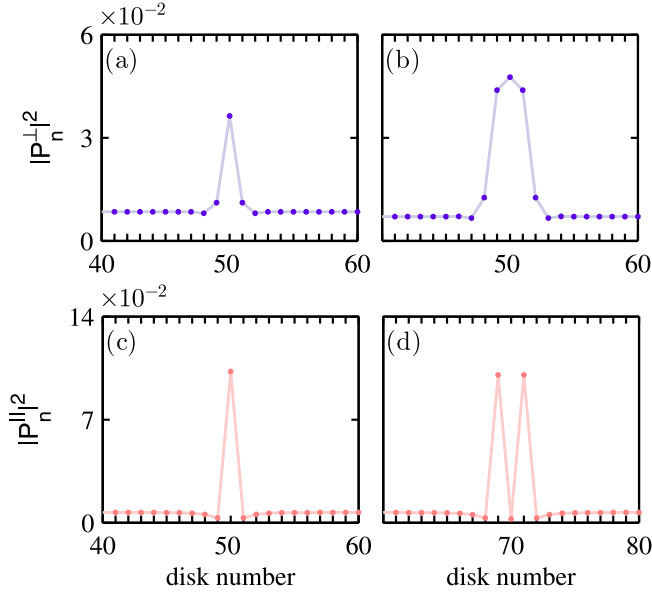 ×10⁻²
6
(a)
(b)
|P⊥n|²
3
0
40
50
60
50
60
×10⁻²
14
(c)
(d)
|P||n|²
7
0
40
50
60
70
80
disk number
disk number